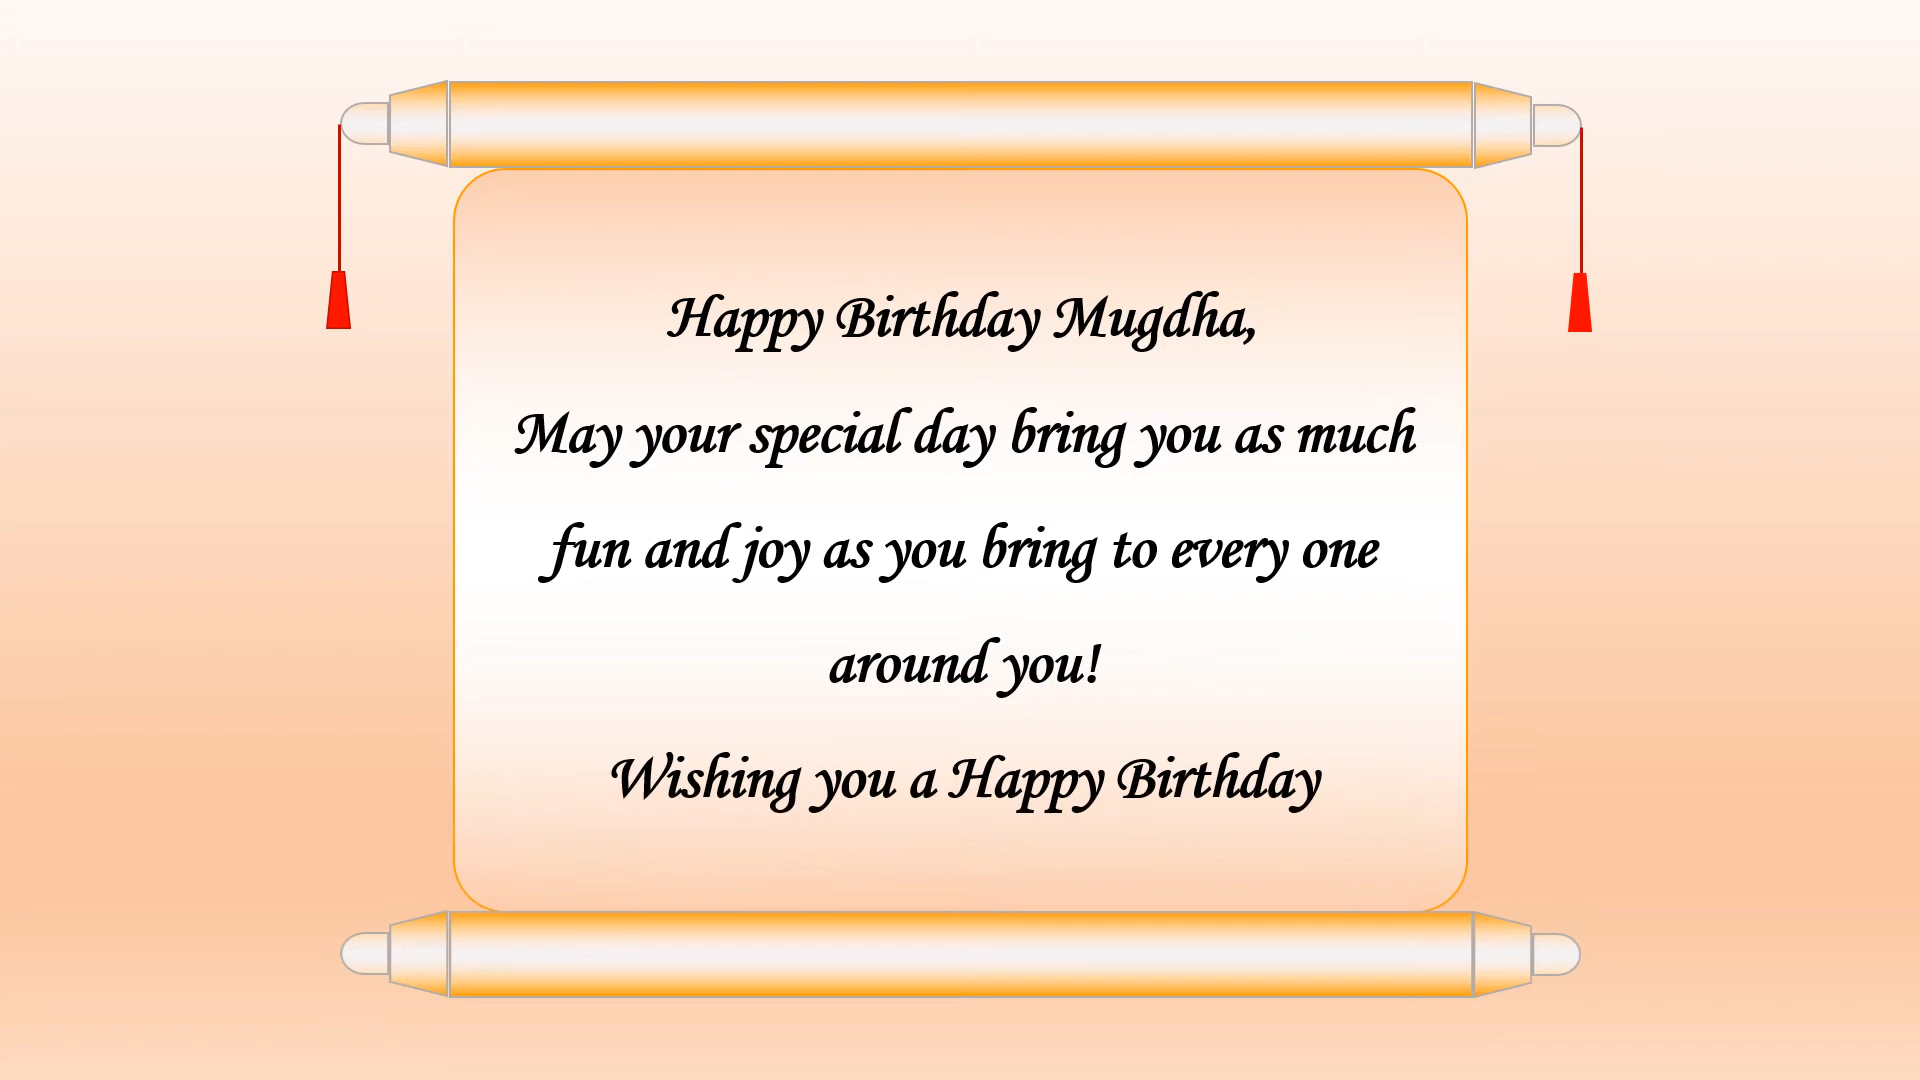 Happy Birthday Mugdha,
May your special day bring you as much
fun and joy as you bring to every one
around you!
Wishing you a Happy Birthday